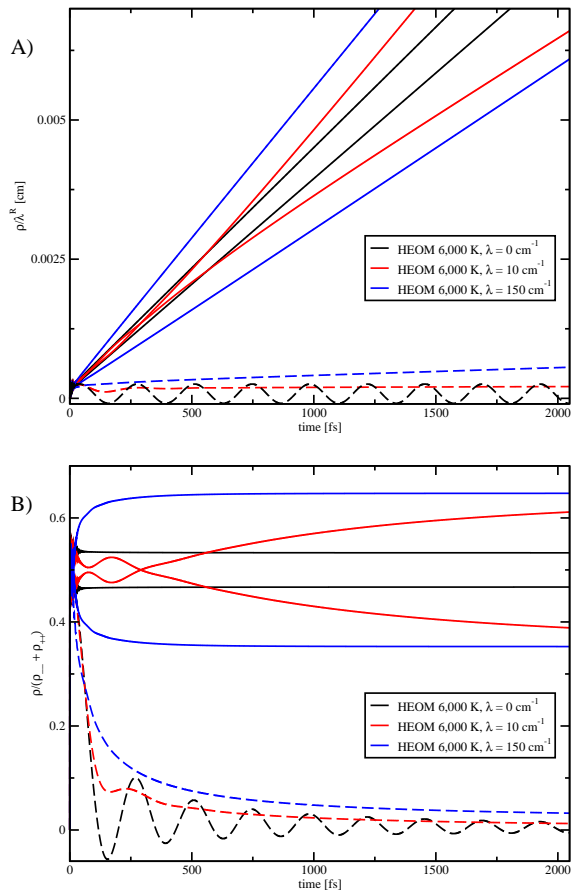 A)
ρ/λ^R [cm]
0.005
0.0025
0
HEOM 6,000 K, λ = 0 cm⁻¹
HEOM 6,000 K, λ = 10 cm⁻¹
HEOM 6,000 K, λ = 150 cm⁻¹
0 500 1000 1500 2000
time [fs]
B)
ρ/(ρ₋₋ + ρ₊₊)
0.6
0.4
0.2
0
HEOM 6,000 K, λ = 0 cm⁻¹
HEOM 6,000 K, λ = 10 cm⁻¹
HEOM 6,000 K, λ = 150 cm⁻¹
0 500 1000 1500 2000
time [fs]